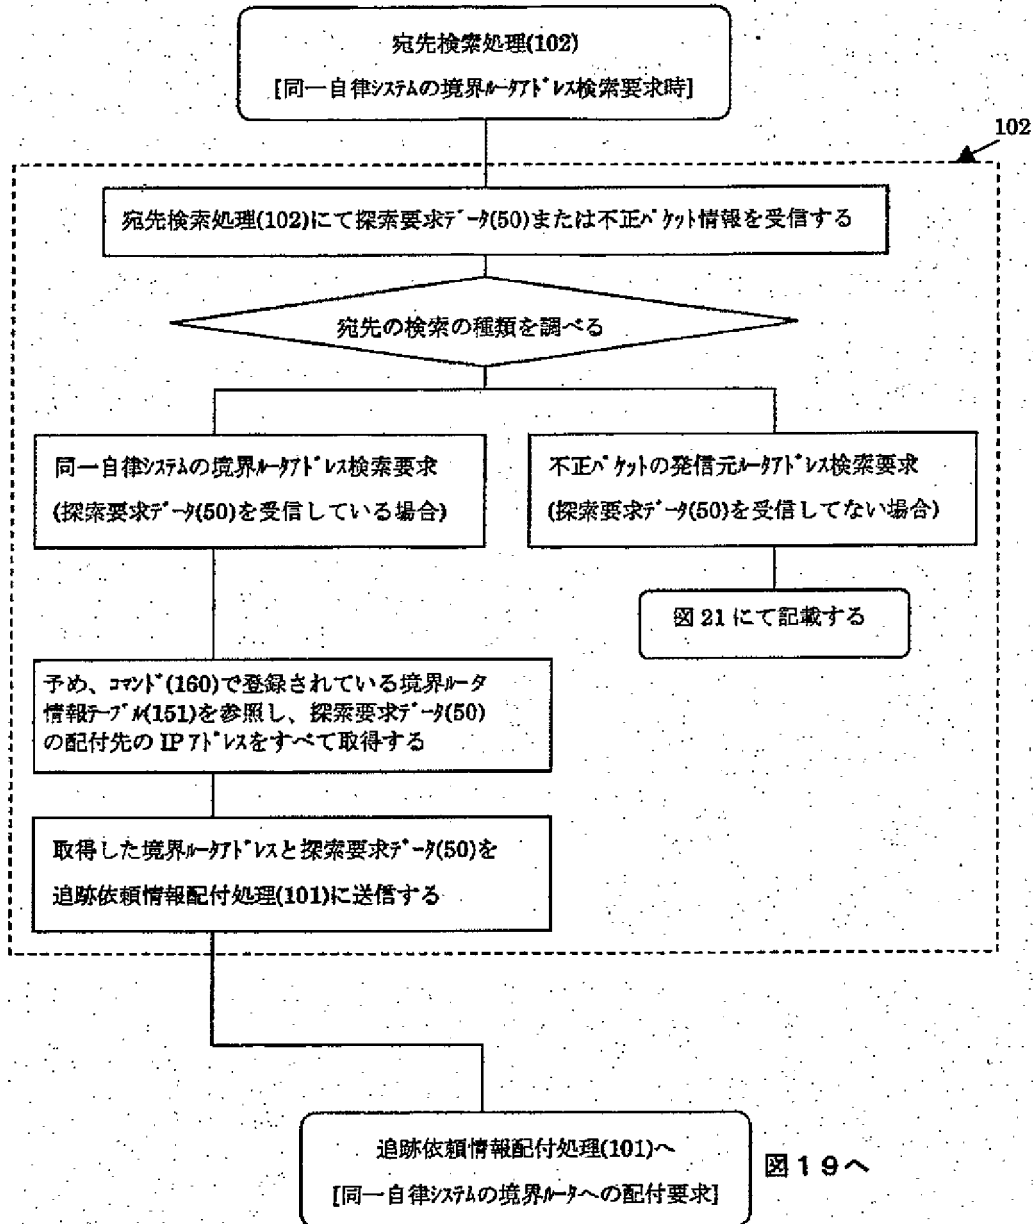 宛先検索処理(102)
[同一自律ｼｽﾃﾑの境界ﾙｰﾀｱﾄﾞﾚｽ検索要求時]
102
宛先検索処理(102)にて探索要求ﾃﾞｰﾀ(50)または不正ﾊﾟｹｯﾄ情報を受信する
宛先の検索の種類を調べる
同一自律ｼｽﾃﾑの境界ﾙｰﾀｱﾄﾞﾚｽ検索要求
(探索要求ﾃﾞｰﾀ(50)を受信している場合)
不正ﾊﾟｹｯﾄの発信元ﾙｰﾀｱﾄﾞﾚｽ検索要求
(探索要求ﾃﾞｰﾀ(50)を受信してない場合)
図 21 にて記載する
予め、ｺﾏﾝﾄﾞ(160)で登録されている境界ﾙｰﾀ
情報ﾃｰﾌﾞﾙ(151)を参照し、探索要求ﾃﾞｰﾀ(50)
の配付先の IP ｱﾄﾞﾚｽをすべて取得する
取得した境界ﾙｰﾀｱﾄﾞﾚｽと探索要求ﾃﾞｰﾀ(50)を
追跡依頼情報配付処理(101)に送信する
追跡依頼情報配付処理(101)へ
[同一自律ｼｽﾃﾑの境界ﾙｰﾀへの配付要求]
図１９へ